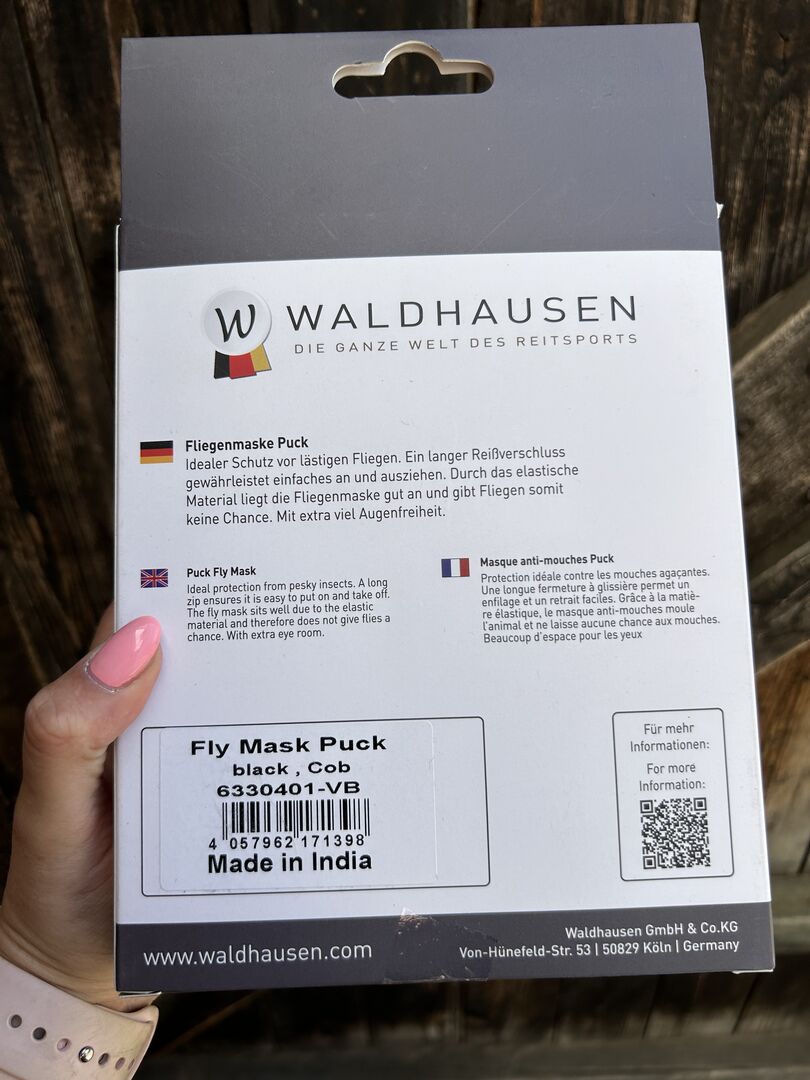 W WALDHAUSEN
DIE GANZE WELT DES REITSPORTS
Fliegenmaske Puck
Idealer Schutz vor lästigen Fliegen. Ein langer Reißverschluss
gewährleistet einfaches an und ausziehen. Durch das elastische
Material liegt die Fliegenmaske gut an und gibt Fliegen somit
keine Chance. Mit extra viel Augenfreiheit.
Puck Fly Mask
Ideal protection from pesky insects. A long
zip ensures it is easy to put on and take off.
The fly mask sits well due to the elastic
material and therefore does not give flies a
chance. With extra eye room.
Masque anti-mouches Puck
Protection idéale contre les mouches agaçantes.
Une longue fermeture à glissière permet un
enfilage et un retrait faciles. Grâce à la matiè-
re élastique, le masque anti-mouches moule
l'animal et ne laisse aucune chance aux mouches.
Beaucoup d'espace pour les yeux
Fly Mask Puck
black , Cob
6330401-VB
4 057962 171398
Made in India
Für mehr
Informationen:
For more
Information:
www.waldhausen.com
Waldhausen GmbH & Co.KG
Von-Hünefeld-Str. 53 | 50829 Köln | Germany